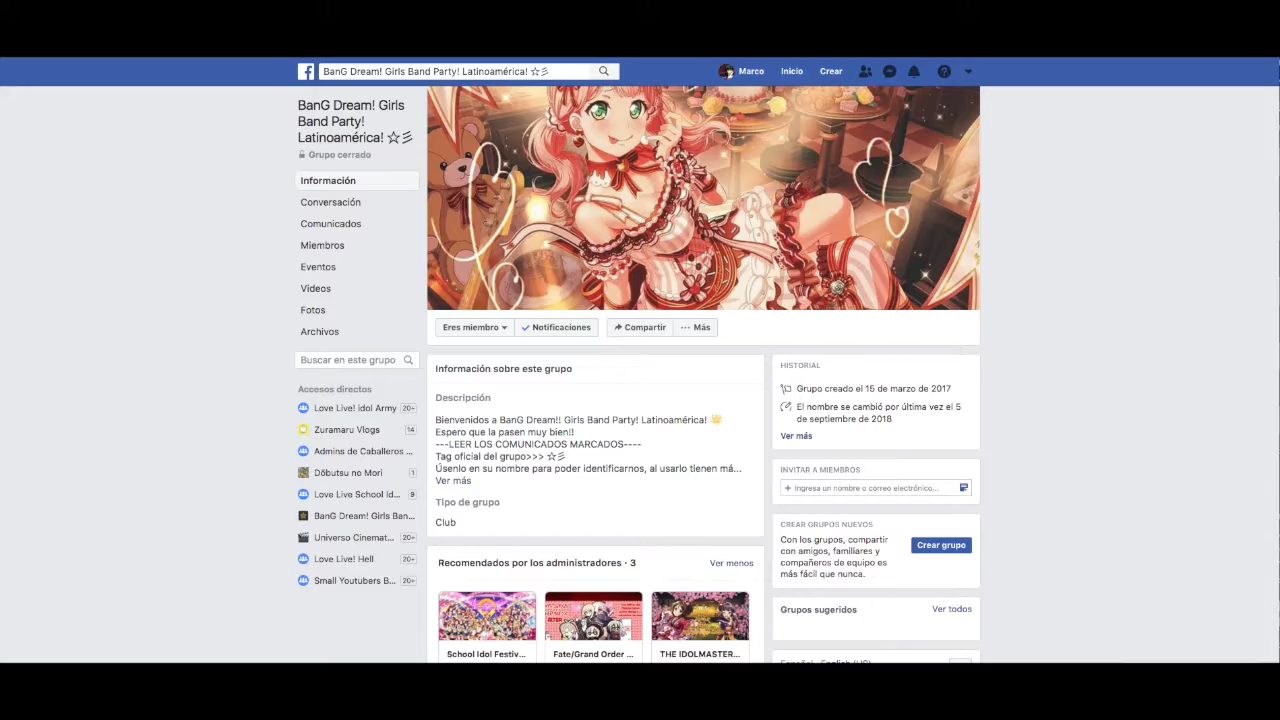 BanG Dream! Girls Band Party! Latinoamérica! ☆彡
Marco
Inicio
Crear
BanG Dream! Girls
Band Party!
Latinoamérica! ☆彡
Grupo cerrado
Información
Conversación
Comunicados
Miembros
Eventos
Videos
Fotos
Archivos
Buscar en este grupo
Accesos directos
Love Live! idol Army 20+
Zuramaru Vlogs 14
Admins de Caballeros ...
Dōbutsu no Mori 1
Love Live School Id... 9
BanG Dream! Girls Ban...
Universo Cinemat... 20+
Love Live! Hell 20+
Small Youtubers B... 20+
Eres miembro
Notificaciones
Compartir
Más
Información sobre este grupo
Descripción
Bienvenidos a BanG Dream!! Girls Band Party! Latinoamérica! 🌟
Espero que la pasen muy bien!!
---LEER LOS COMUNICADOS MARCADOS----
Tag oficial del grupo>>> ☆彡
Úsenlo en su nombre para poder identificarnos, al usarlo tienen má...
Ver más
Tipo de grupo
Club
Recomendados por los administradores · 3
Ver menos
School Idol Festiv...
Fate/Grand Order ...
THE IDOLMASTER...
HISTORIAL
Grupo creado el 15 de marzo de 2017
El nombre se cambió por última vez el 5
de septiembre de 2018
Ver más
INVITAR A MIEMBROS
+ Ingresa un nombre o correo electrónico...
CREAR GRUPOS NUEVOS
Con los grupos, compartir
con amigos, familiares y
compañeros de equipo es
más fácil que nunca.
Crear grupo
Grupos sugeridos
Ver todos
Español · English (US)